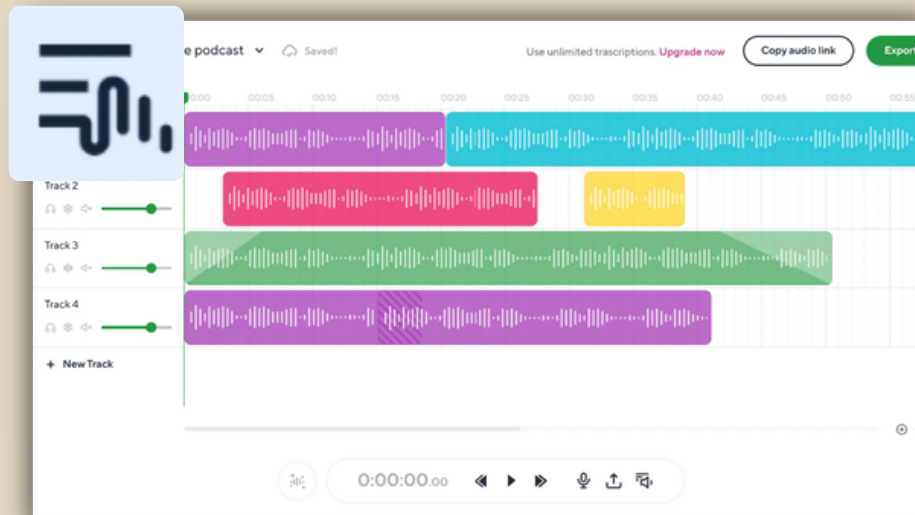 e podcast
Saved!
Use unlimited trascriptions. Upgrade now
Copy audio link
Export
00:00 00:05 00:10 00:15 00:20 00:25 00:30 00:35 00:40 00:45 00:50 00:55
Track 2
Track 3
Track 4
+ New Track
0:00:00.00